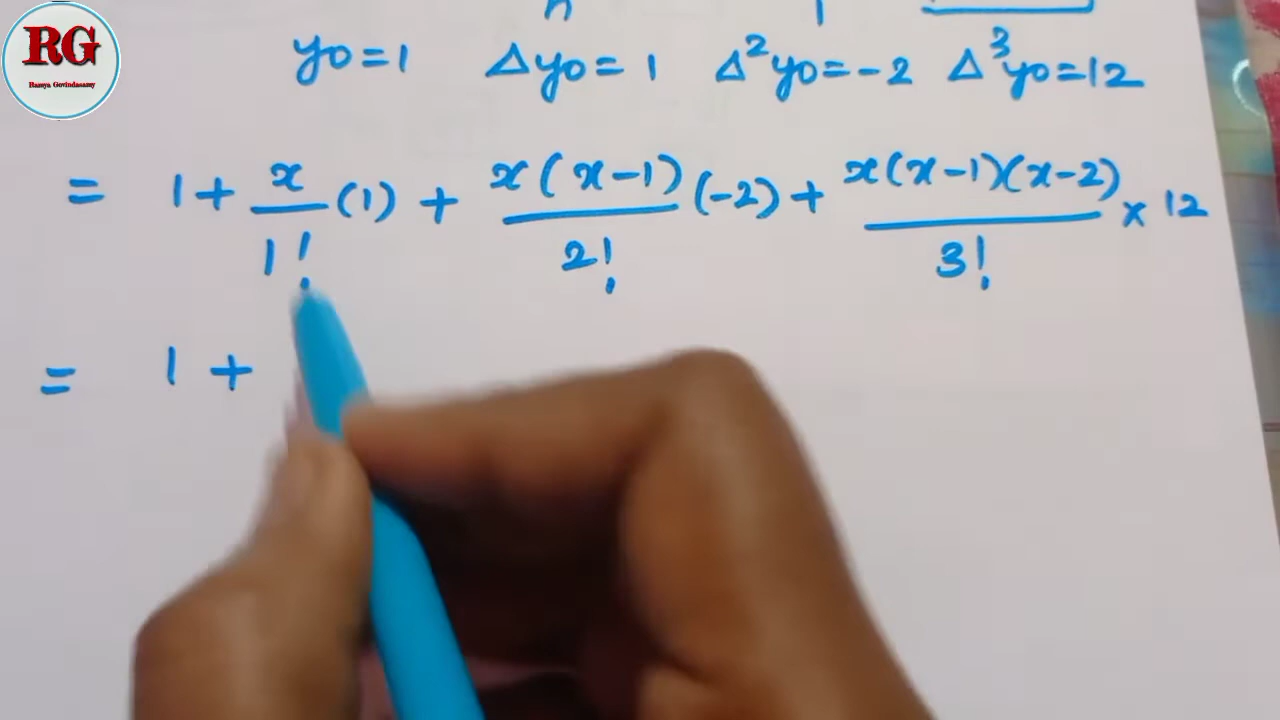 RG
Ramya Govindasamy
y0 = 1 Δy0 = 1 Δ²y0 = -2 Δ³y0 = 12
= 1 + x/1! (1) + x(x-1)/2! (-2) + x(x-1)(x-2)/3! × 12
= 1 +